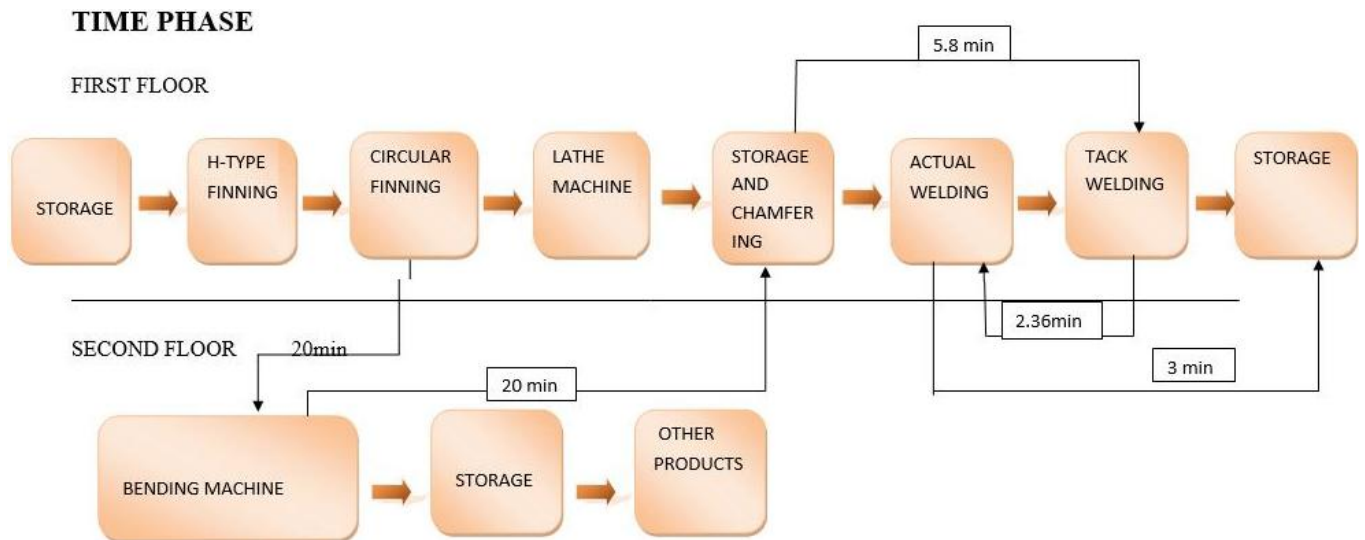 TIME PHASE
5.8 min
FIRST FLOOR
STORAGE
H-TYPE
FINNING
CIRCULAR
FINNING
LATHE
MACHINE
STORAGE
AND
CHAMFER
ING
ACTUAL
WELDING
TACK
WELDING
STORAGE
2.36min
SECOND FLOOR 20min
3 min
20 min
BENDING MACHINE
STORAGE
OTHER
PRODUCTS